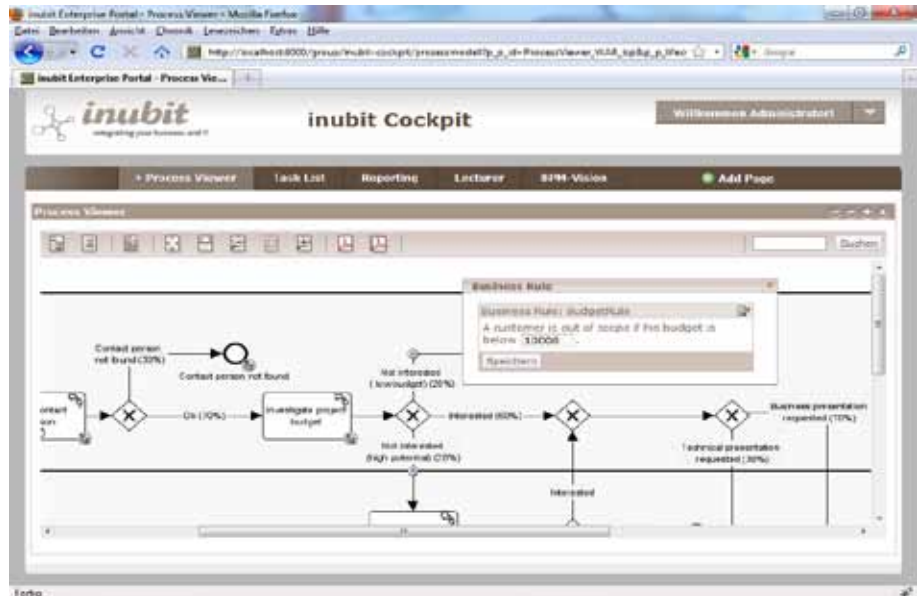 inubit Enterprise Portal - Process Viewer - Mozilla Firefox
Datei Bearbeiten Ansicht Chronik Lesezeichen Extras Hilfe
inubit Enterprise Portal - Process Vie...
inubit
integrating your business and IT
inubit Cockpit
Willkommen Administrator!
Process Viewer
Task List
Reporting
Lecturer
BPM-Vision
Add Page
Process Viewer
Suchen
Business Rule
Business Rule: BudgetRule
A customer is out of scope if his budget is
below 10000 .
Speichern
Contact person
not found (30%)
Contact person not found
Not interested
(low budget) (20%)
OK (70%)
Investigate project
budget
Interested (60%)
Business presentation
requested (70%)
Not interested
(high potential) (20%)
Technical presentation
requested (30%)
Interested
Fertig